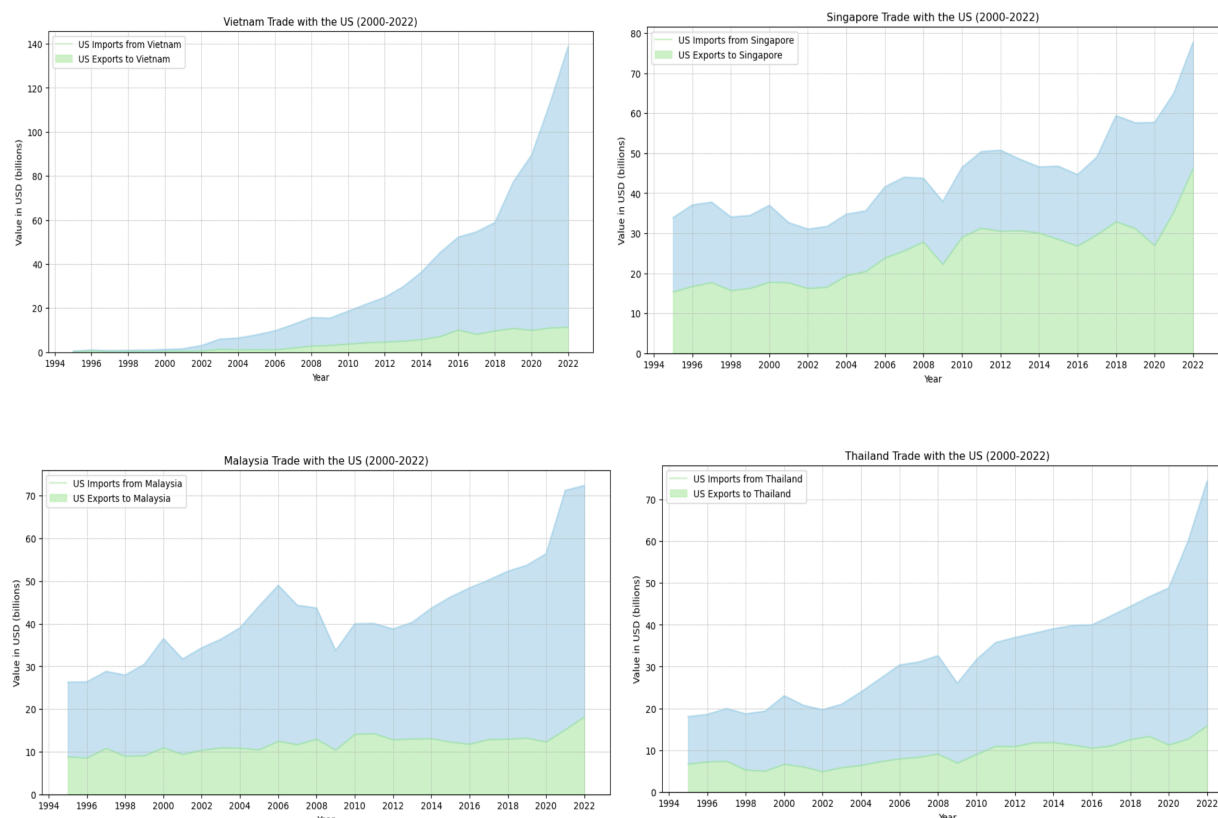 Vietnam Trade with the US (2000-2022)
US Imports from Vietnam
US Exports to Vietnam
Value in USD (billions)
140
120
100
80
60
40
20
0
1994 1996 1998 2000 2002 2004 2006 2008 2010 2012 2014 2016 2018 2020 2022
Year
Singapore Trade with the US (2000-2022)
US Imports from Singapore
US Exports to Singapore
Value in USD (billions)
80
70
60
50
40
30
20
10
0
1994 1996 1998 2000 2002 2004 2006 2008 2010 2012 2014 2016 2018 2020 2022
Year
Malaysia Trade with the US (2000-2022)
US Imports from Malaysia
US Exports to Malaysia
Value in USD (billions)
70
60
50
40
30
20
10
0
1994 1996 1998 2000 2002 2004 2006 2008 2010 2012 2014 2016 2018 2020 2022
Year
Thailand Trade with the US (2000-2022)
US Imports from Thailand
US Exports to Thailand
Value in USD (billions)
70
60
50
40
30
20
10
0
1994 1996 1998 2000 2002 2004 2006 2008 2010 2012 2014 2016 2018 2020 2022
Year